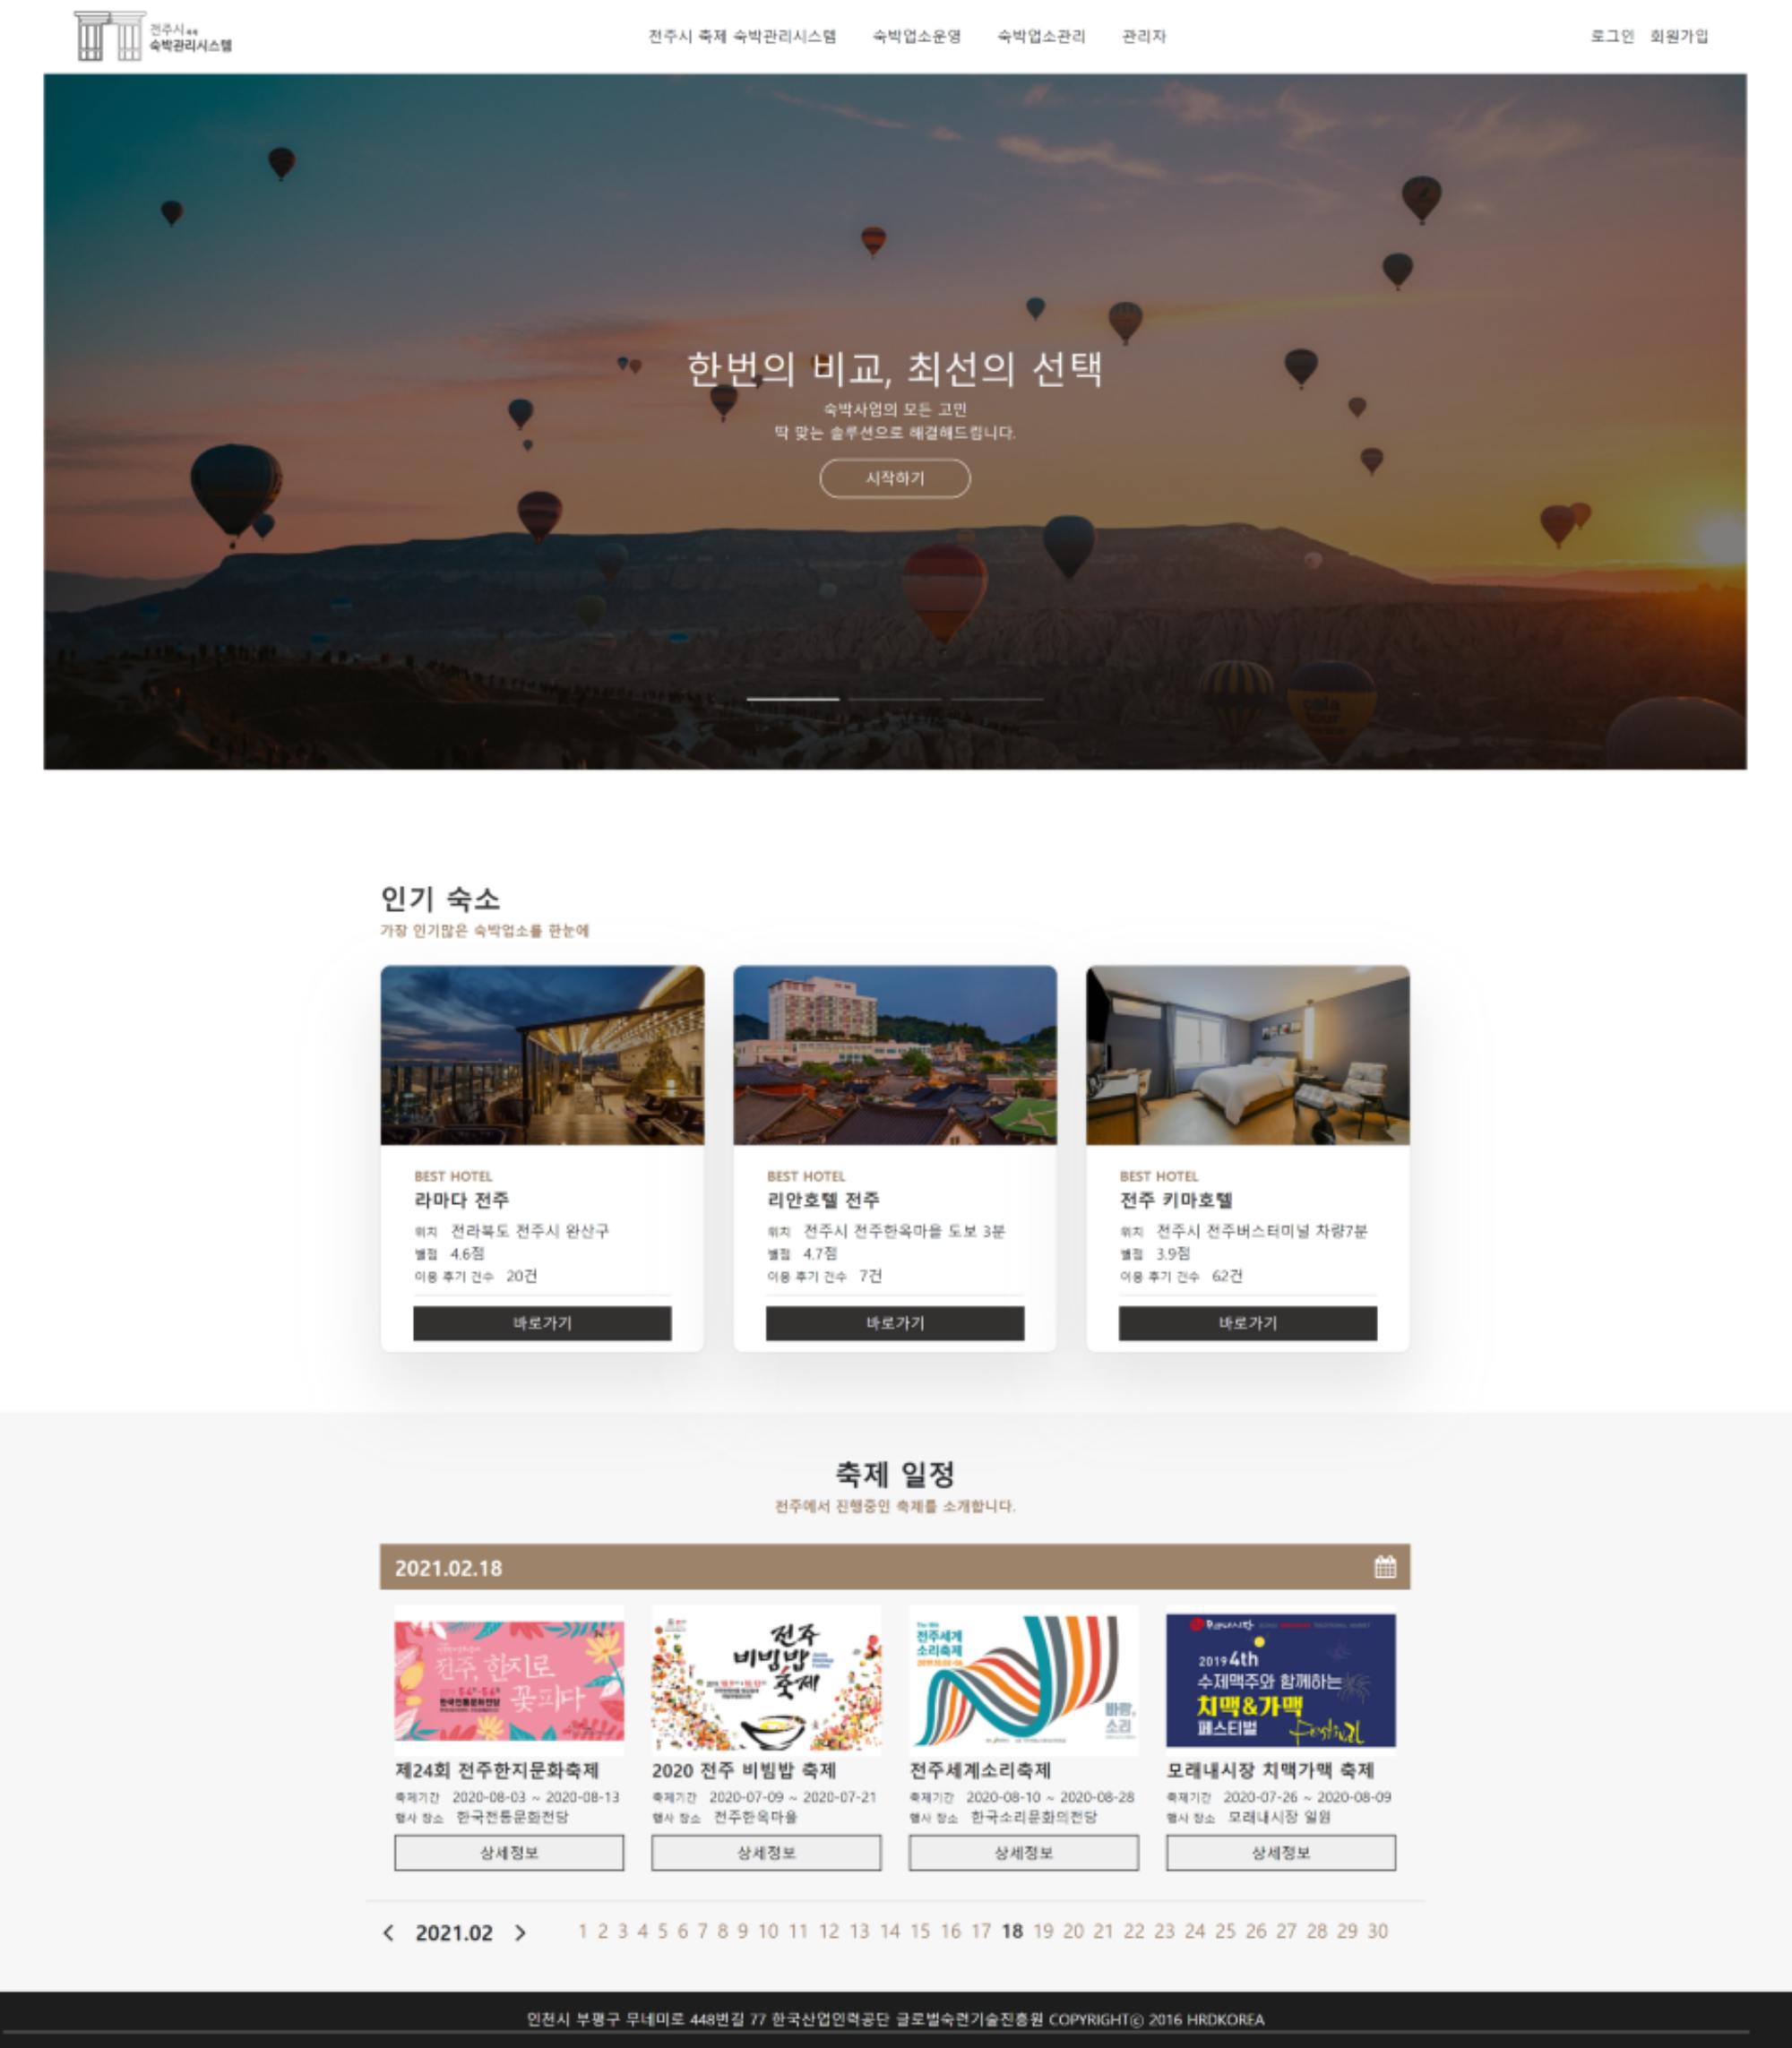 전주시 축제
숙박관리시스템
전주시 축제 숙박관리시스템 숙박업소운영 숙박업소관리 관리자
로그인 회원가입
한번의 비교, 최선의 선택
숙박사업의 모든 고민
딱 맞는 솔루션으로 해결해드립니다.
시작하기
인기 숙소
가장 인기많은 숙박업소를 한눈에
BEST HOTEL
라마다 전주
위치 전라북도 전주시 완산구
별점 4.6점
이용 후기 건수 20건
바로가기
BEST HOTEL
리안호텔 전주
위치 전주시 전주한옥마을 도보 3분
별점 4.7점
이용 후기 건수 7건
바로가기
BEST HOTEL
전주 키마호텔
위치 전주시 전주버스터미널 차량7분
별점 3.9점
이용 후기 건수 62건
바로가기
축제 일정
전주에서 진행중인 축제를 소개합니다.
2021.02.18
전주, 한지로
꽃피다
한국전통문화전당
제24회 전주한지문화축제
축제기간 2020-08-03 ~ 2020-08-13
행사 장소 한국전통문화전당
상세정보
전주
비빔밥
축제
2020 전주 비빔밥 축제
축제기간 2020-07-09 ~ 2020-07-21
행사 장소 전주한옥마을
상세정보
전주세계
소리축제
바람,
소리
전주세계소리축제
축제기간 2020-08-10 ~ 2020-08-28
행사 장소 한국소리문화의전당
상세정보
모래내시장
2019 4th
수제맥주와 함께하는
치맥&가맥
페스티벌
Festival
모래내시장 치맥가맥 축제
축제기간 2020-07-26 ~ 2020-08-09
행사 장소 모래내시장 일원
상세정보
2021.02
1 2 3 4 5 6 7 8 9 10 11 12 13 14 15 16 17 18 19 20 21 22 23 24 25 26 27 28 29 30
인천시 부평구 무네미로 448번길 77 한국산업인력공단 글로벌숙련기술진흥원 COPYRIGHTⓒ 2016 HRDKOREA